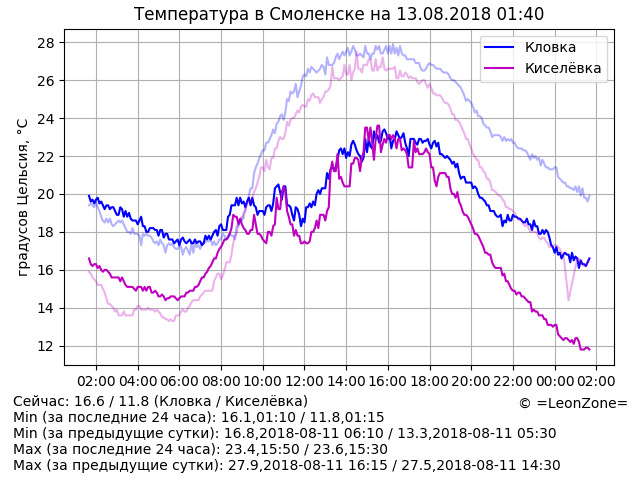 Температура в Смоленске на 13.08.2018 01:40
градусов Цельсия, °C
28
26
24
22
20
18
16
14
12
Кловка
Киселёвка
02:00 04:00 06:00 08:00 10:00 12:00 14:00 16:00 18:00 20:00 22:00 00:00 02:00
Сейчас: 16.6 / 11.8 (Кловка / Киселёвка)
© =LeonZone=
Min (за последние 24 часа): 16.1,01:10 / 11.8,01:15
Min (за предыдущие сутки): 16.8,2018-08-11 06:10 / 13.3,2018-08-11 05:30
Max (за последние 24 часа): 23.4,15:50 / 23.6,15:30
Max (за предыдущие сутки): 27.9,2018-08-11 16:15 / 27.5,2018-08-11 14:30